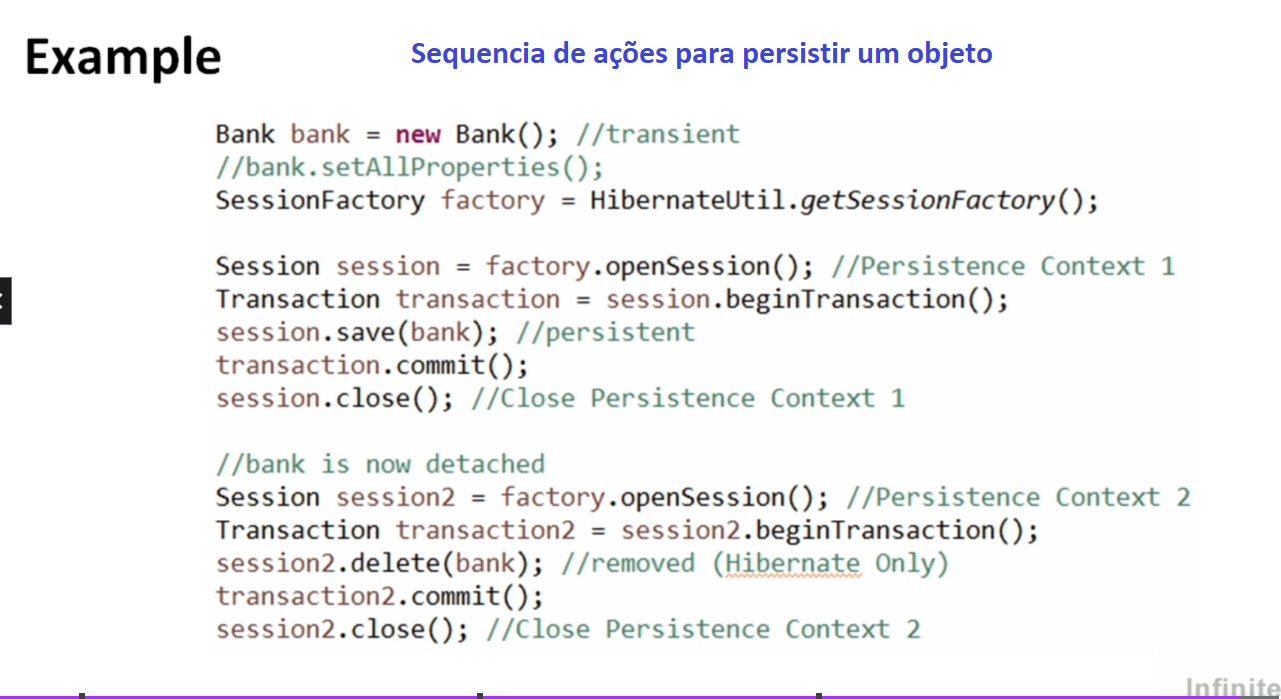 Example
Sequencia de ações para persistir um objeto
Bank bank = new Bank(); //transient
//bank.setAllProperties();
SessionFactory factory = HibernateUtil.getSessionFactory();
Session session = factory.openSession(); //Persistence Context 1
Transaction transaction = session.beginTransaction();
session.save(bank); //persistent
transaction.commit();
session.close(); //Close Persistence Context 1
//bank is now detached
Session session2 = factory.openSession(); //Persistence Context 2
Transaction transaction2 = session2.beginTransaction();
session2.delete(bank); //removed (Hibernate Only)
transaction2.commit();
session2.close(); //Close Persistence Context 2
Infinite